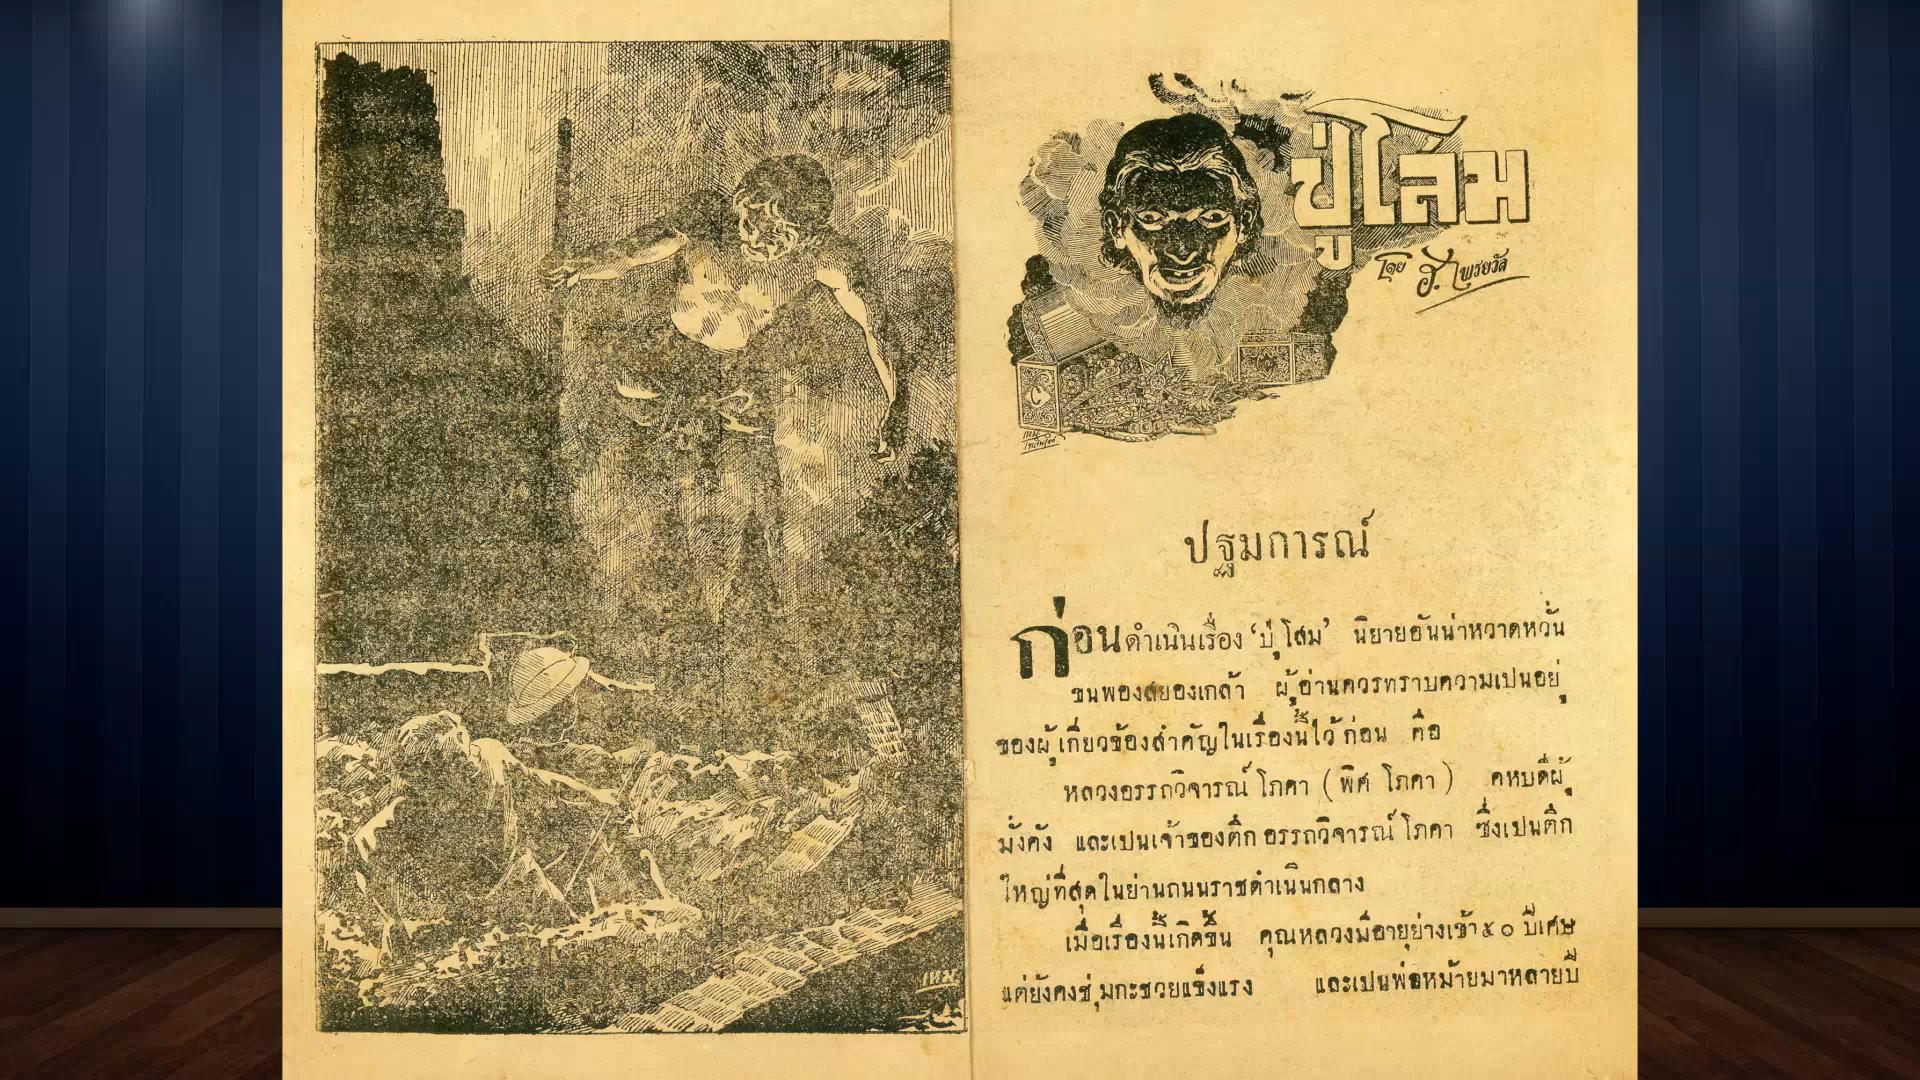 ปู่โสม
โดย อ. ไพรยวัล
เหม
เหม
เวชกร
ปฐมการณ์
ก่อนดำเนินเรื่อง ‘ปู่โสม’ นิยายอันน่าหวาดหวั่น
ขนพองสยองเกล้า ผู้อ่านควรทราบความเป็นอยู่
ของผู้เกี่ยวข้องสำคัญในเรื่องนี้ไว้ก่อน คือ
หลวงอรรถวิจารณ์โภคา (พิศ โภคา) คหบดีผู้
มั่งคั่ง และเป็นเจ้าของตึกอรรถวิจารณ์โภคา ซึ่งเป็นตึก
ใหญ่ที่สุดในย่านถนนราชดำเนินกลาง
เมื่อเรื่องนี้เกิดขึ้น คุณหลวงมีอายุย่างเข้า ๕๐ ปีเศษ
แต่ยังคงชุ่มกะชวยแข็งแรง และเป็นพ่อหม้ายมาหลายปี